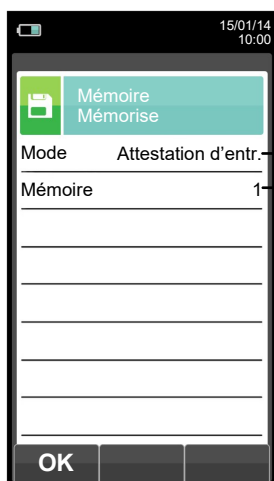 15/01/14
10:00
Mémoire
Mémorise
Mode Attestation d'entr.
Mémoire 1
OK